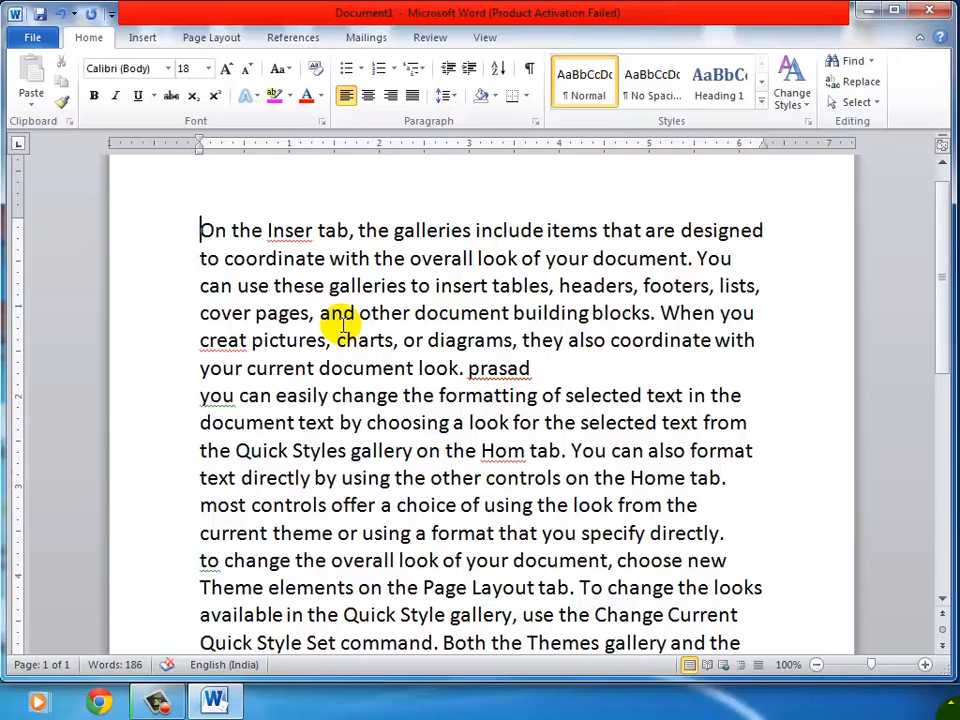 Document1 - Microsoft Word (Product Activation Failed)
File Home Insert Page Layout References Mailings Review View
Paste
Calibri (Body) 18
AaBbCcDc AaBbCcDc AaBbC
¶ Normal ¶ No Spaci... Heading 1
Change
Styles
Find
Replace
Select
Clipboard Font Paragraph Styles Editing
1 1 2 3 4 5 6 7
On the Inser tab, the galleries include items that are designed
to coordinate with the overall look of your document. You
can use these galleries to insert tables, headers, footers, lists,
cover pages, and other document building blocks. When you
creat pictures, charts, or diagrams, they also coordinate with
your current document look. prasad
you can easily change the formatting of selected text in the
document text by choosing a look for the selected text from
the Quick Styles gallery on the Hom tab. You can also format
text directly by using the other controls on the Home tab.
most controls offer a choice of using the look from the
current theme or using a format that you specify directly.
to change the overall look of your document, choose new
Theme elements on the Page Layout tab. To change the looks
available in the Quick Style gallery, use the Change Current
Quick Style Set command. Both the Themes gallery and the
Page: 1 of 1 Words: 186 English (India) 100%